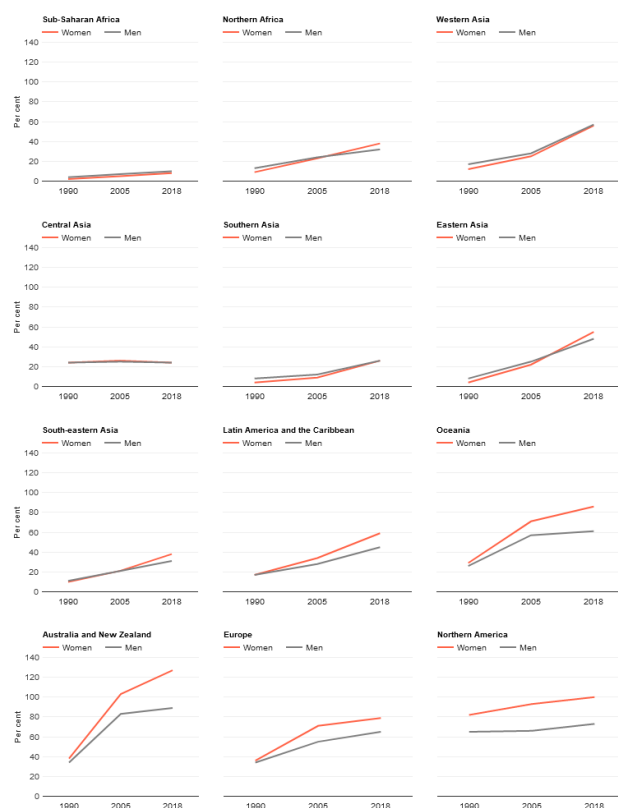 Sub-Saharan Africa
Women Men
Northern Africa
Women Men
Western Asia
Women Men
140
120
100
80
60
40
20
0
Per cent
1990 2005 2018
1990 2005 2018
1990 2005 2018
Central Asia
Women Men
Southern Asia
Women Men
Eastern Asia
Women Men
140
120
100
80
60
40
20
0
Per cent
1990 2005 2018
1990 2005 2018
1990 2005 2018
South-eastern Asia
Women Men
Latin America and the Caribbean
Women Men
Oceania
Women Men
140
120
100
80
60
40
20
0
Per cent
1990 2005 2018
1990 2005 2018
1990 2005 2018
Australia and New Zealand
Women Men
Europe
Women Men
Northern America
Women Men
140
120
100
80
60
40
20
0
Per cent
1990 2005 2018
1990 2005 2018
1990 2005 2018